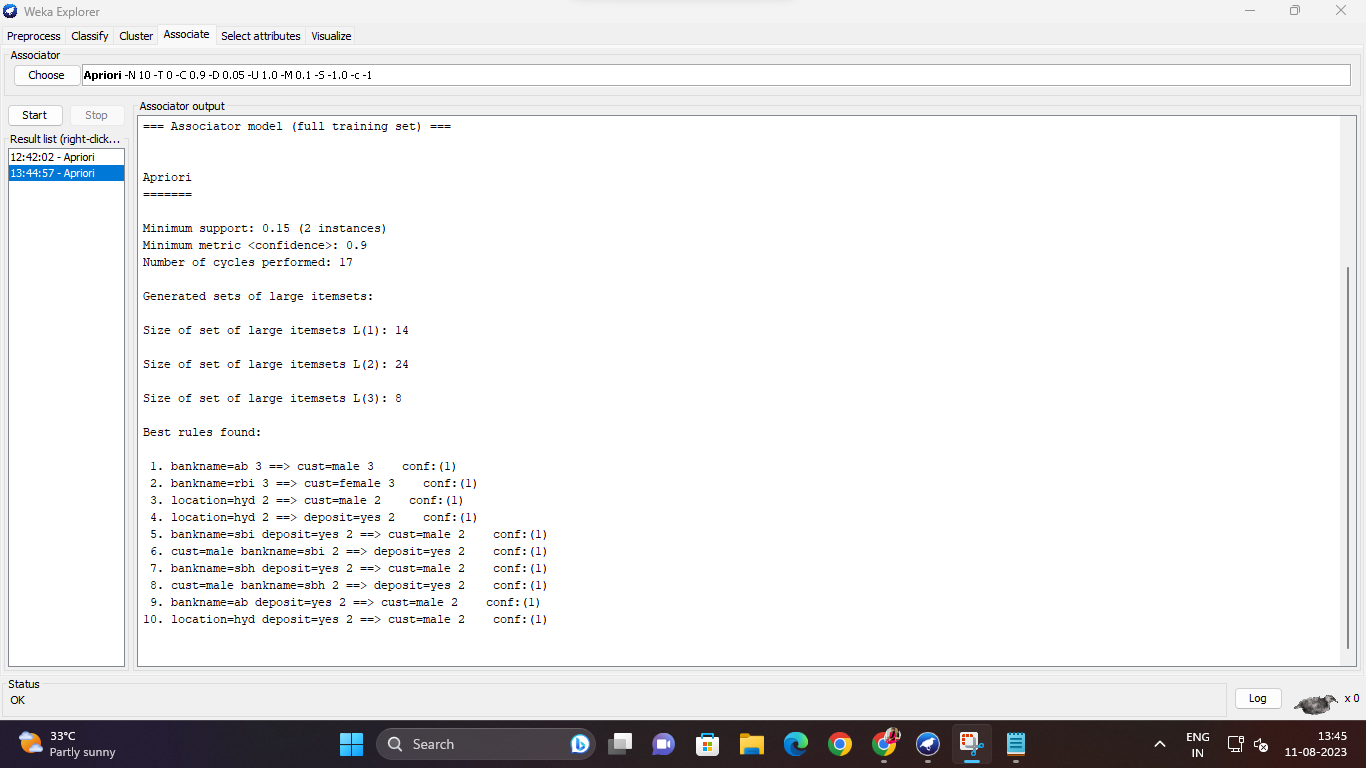 Weka Explorer
Preprocess Classify Cluster Associate Select attributes Visualize
Associator
Choose Apriori -N 10 -T 0 -C 0.9 -D 0.05 -U 1.0 -M 0.1 -S -1.0 -c -1
Start Stop
Result list (right-click...
12:42:02 - Apriori
13:44:57 - Apriori
Associator output
=== Associator model (full training set) ===
Apriori
=======
Minimum support: 0.15 (2 instances)
Minimum metric <confidence>: 0.9
Number of cycles performed: 17
Generated sets of large itemsets:
Size of set of large itemsets L(1): 14
Size of set of large itemsets L(2): 24
Size of set of large itemsets L(3): 8
Best rules found:
1. bankname=ab 3 ==> cust=male 3 conf:(1)
2. bankname=rbi 3 ==> cust=female 3 conf:(1)
3. location=hyd 2 ==> cust=male 2 conf:(1)
4. location=hyd 2 ==> deposit=yes 2 conf:(1)
5. bankname=sbi deposit=yes 2 ==> cust=male 2 conf:(1)
6. cust=male bankname=sbi 2 ==> deposit=yes 2 conf:(1)
7. bankname=sbh deposit=yes 2 ==> cust=male 2 conf:(1)
8. cust=male bankname=sbh 2 ==> deposit=yes 2 conf:(1)
9. bankname=ab deposit=yes 2 ==> cust=male 2 conf:(1)
10. location=hyd deposit=yes 2 ==> cust=male 2 conf:(1)
Status
OK
Log x 0
33°C
Partly sunny
Search
ENG
IN
13:45
11-08-2023